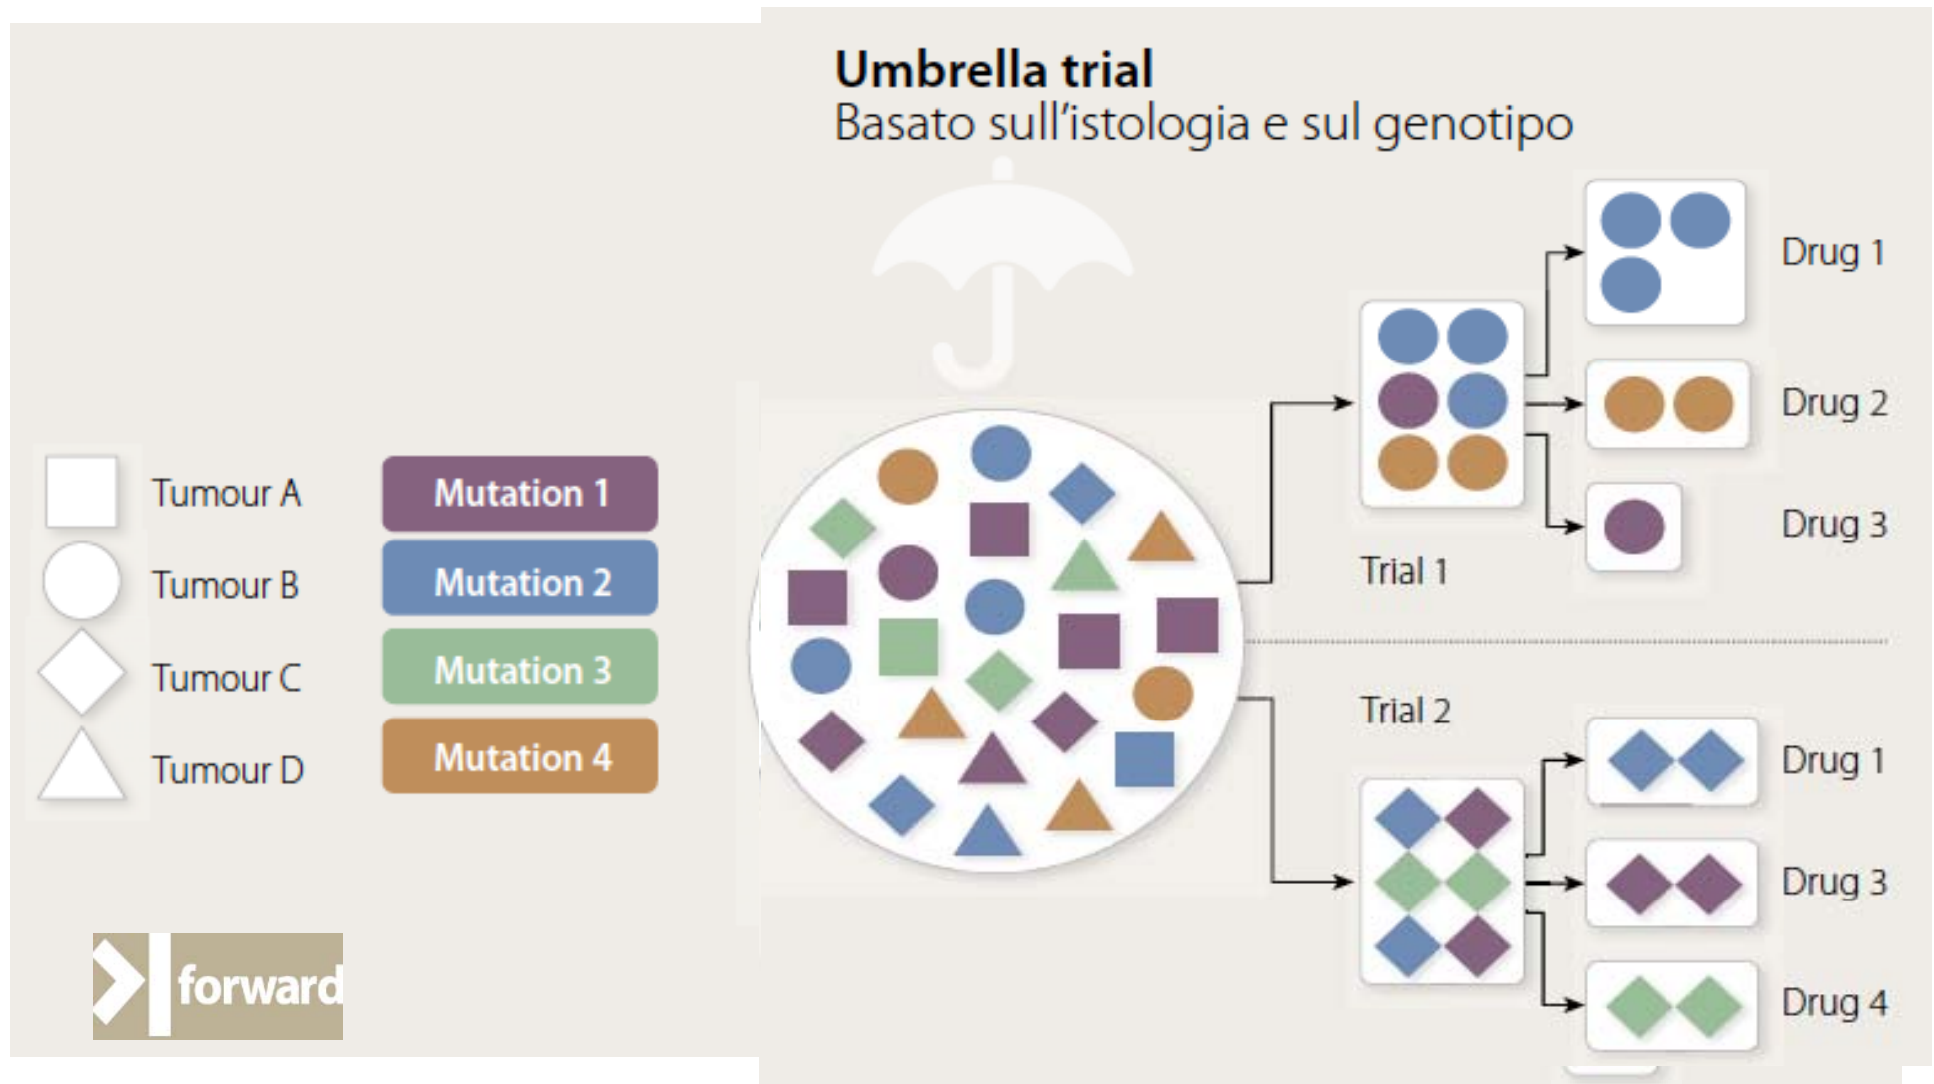 Umbrella trial
Basato sull'istologia e sul genotipo
Tumour A
Mutation 1
Tumour B
Mutation 2
Tumour C
Mutation 3
Tumour D
Mutation 4
Drug 1
Drug 2
Drug 3
Trial 1
Trial 2
Drug 1
Drug 3
Drug 4
forward